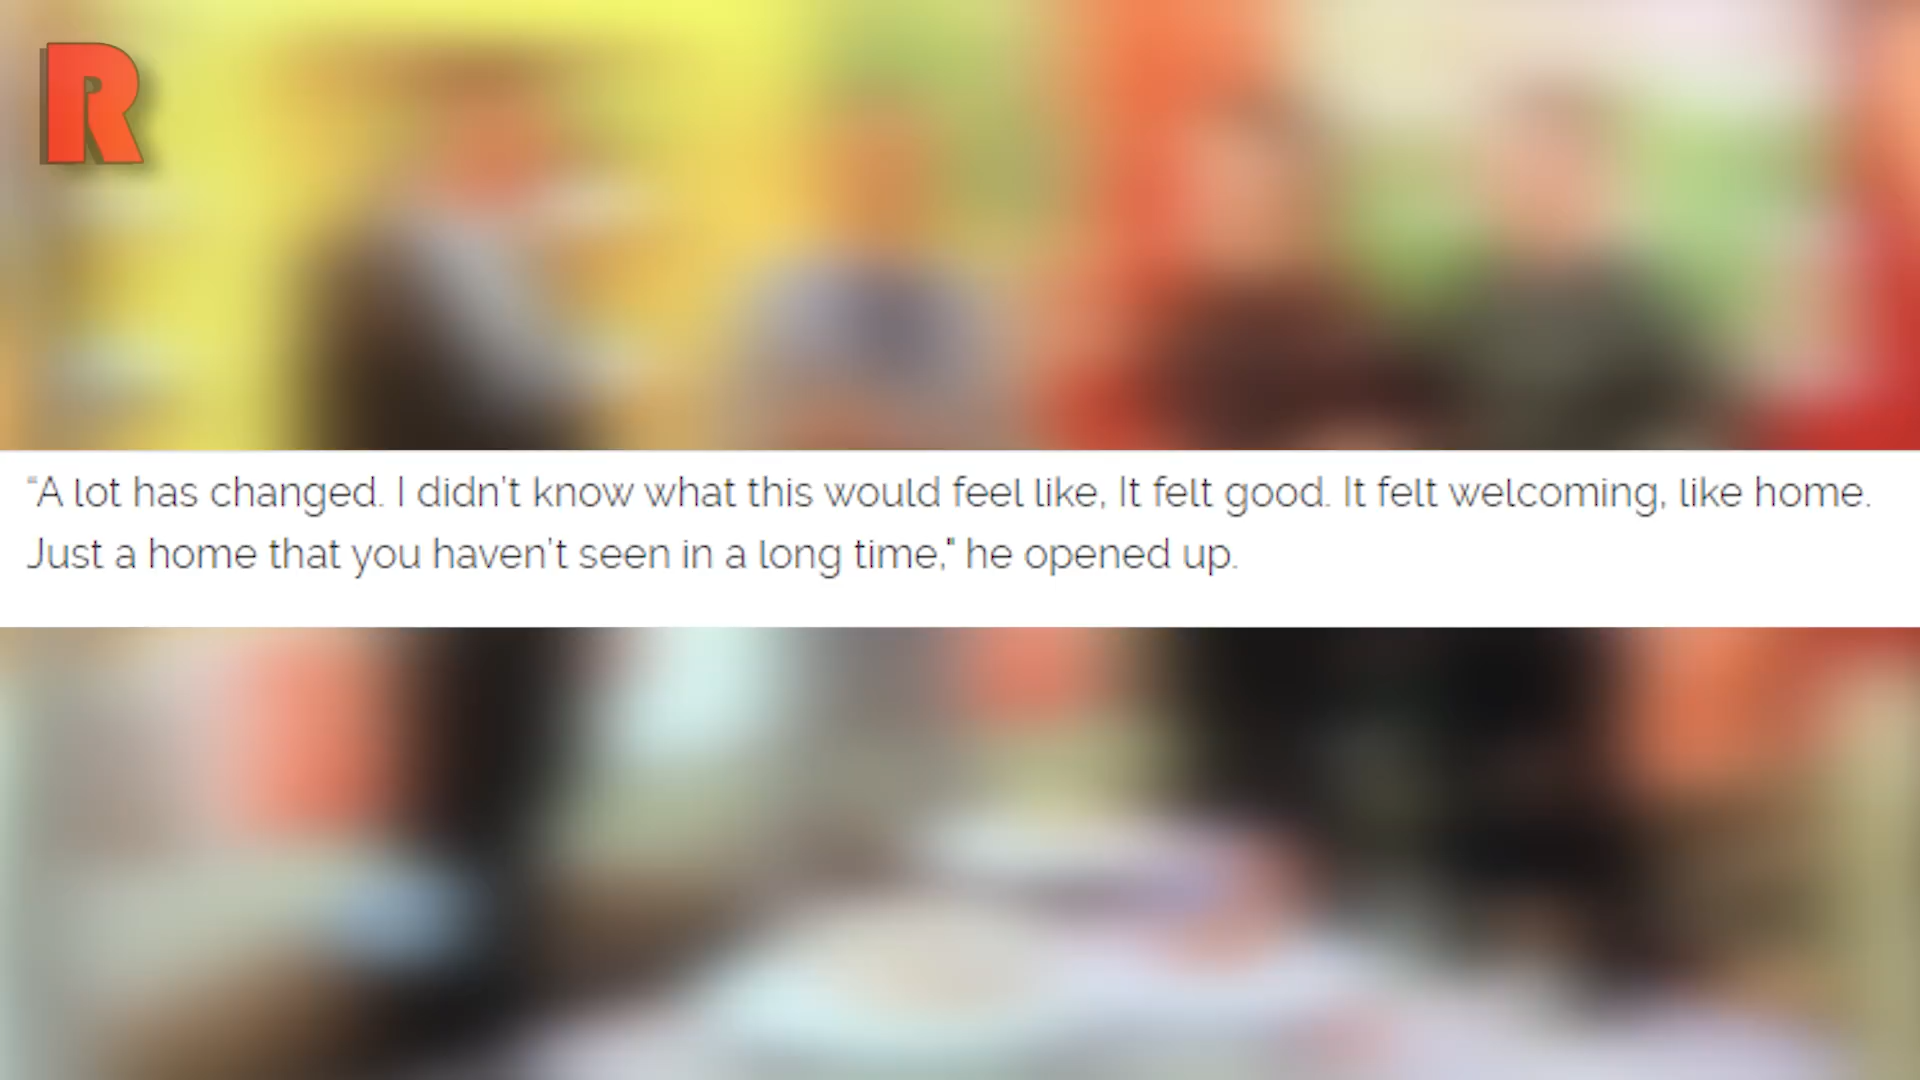 R
“A lot has changed. I didn’t know what this would feel like, It felt good. It felt welcoming, like home.
Just a home that you haven’t seen in a long time," he opened up.